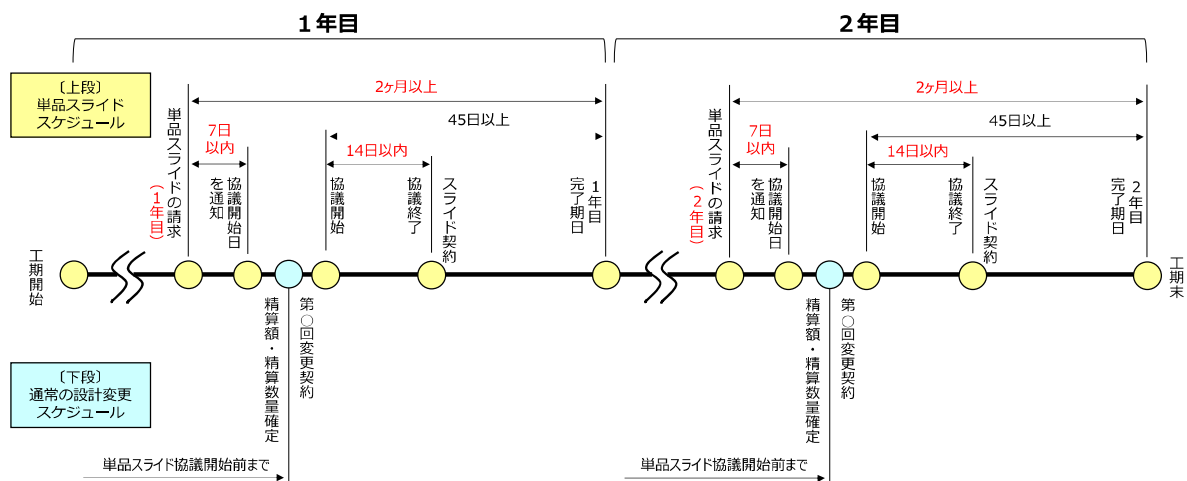 1年目
2年目
〔上段〕
単品スライド
スケジュール
2ヶ月以上
45日以上
7日
以内
14日以内
単品スライドの請求
(1年目)
協議開始日
を通知
協議開始
協議終了
スライド契約
1年目
完了期日
2ヶ月以上
45日以上
7日
以内
14日以内
単品スライドの請求
(2年目)
協議開始日
を通知
協議開始
協議終了
スライド契約
2年目
完了期日
工期開始
工期末
第○回変更契約
精算額・精算数量確定
第○回変更契約
精算額・精算数量確定
〔下段〕
通常の設計変更
スケジュール
単品スライド協議開始前まで
単品スライド協議開始前まで